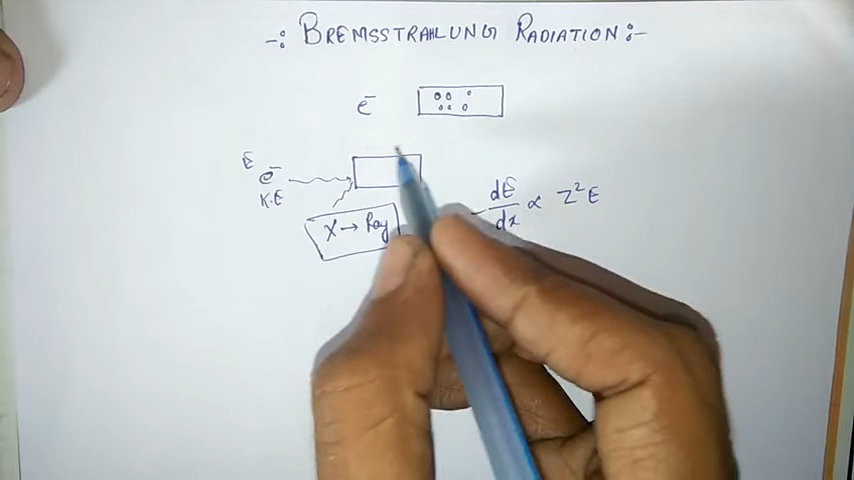 -: BREMSSTRAHLUNG RADIATION :-
e⁻
E
e⁻
K.E
X → Ray
-dE/dx ∝ Z²E